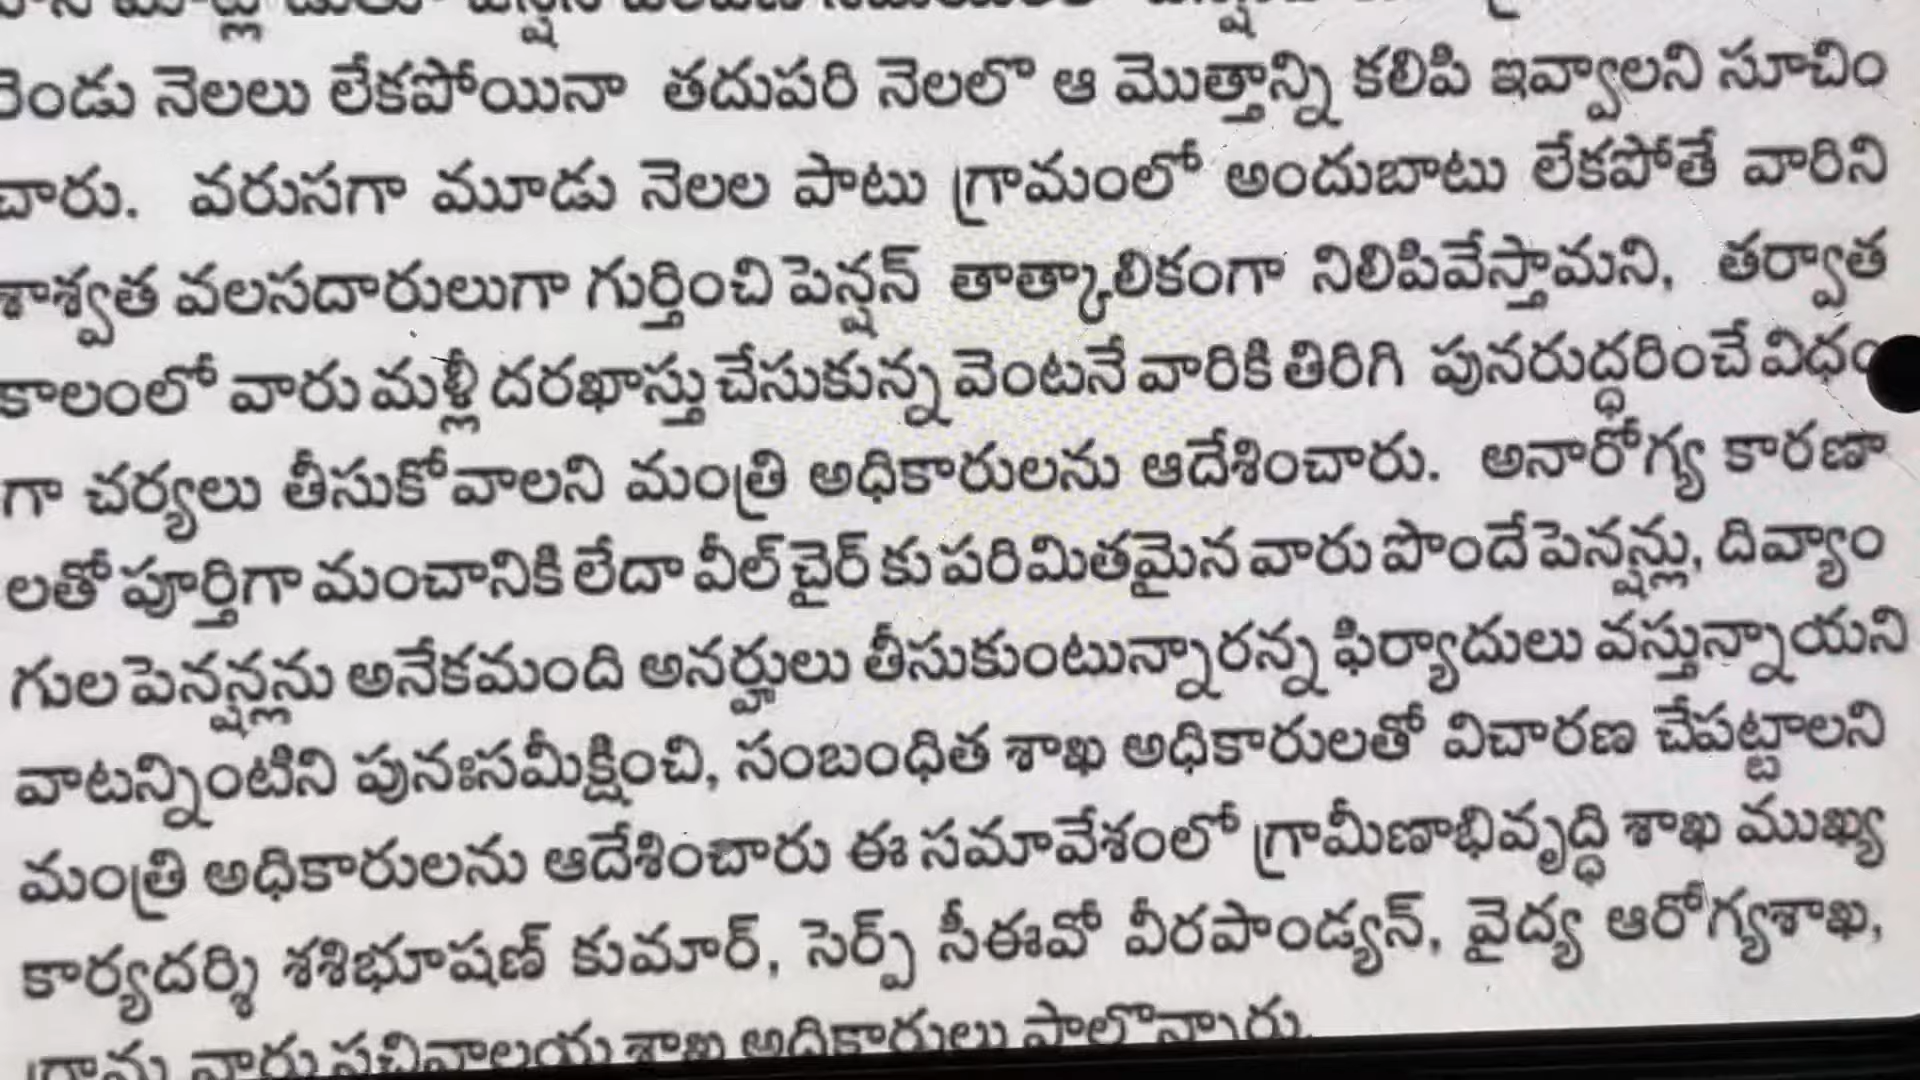 రెండు నెలలు లేకపోయినా తదుపరి నెలలో ఆ మొత్తాన్ని కలిపి ఇవ్వాలని సూచిం
చారు. వరుసగా మూడు నెలల పాటు గ్రామంలో అందుబాటు లేకపోతే వారిని
శాశ్వత వలసదారులుగా గుర్తించి పెన్షన్ తాత్కాలికంగా నిలిపివేస్తామని, తర్వాత
కాలంలో వారు మళ్లీ దరఖాస్తు చేసుకున్న వెంటనే వారికి తిరిగి పునరుద్ధరించే విధం
గా చర్యలు తీసుకోవాలని మంత్రి అధికారులను ఆదేశించారు. అనారోగ్య కారణా
లతో పూర్తిగా మంచానికి లేదా వీల్ చైర్ కు పరిమితమైన వారు పొందే పెన్షన్లు, దివ్యాం
గుల పెన్షన్లను అనేకమంది అనర్హులు తీసుకుంటున్నారన్న ఫిర్యాదులు వస్తున్నాయని
వాటన్నింటిని పునఃసమీక్షించి, సంబంధిత శాఖ అధికారులతో విచారణ చేపట్టాలని
మంత్రి అధికారులను ఆదేశించారు ఈ సమావేశంలో గ్రామీణాభివృద్ధి శాఖ ముఖ్య
కార్యదర్శి శశిభూషణ్ కుమార్, సెర్ప్ సీఈవో వీరపాండ్యన్, వైద్య ఆరోగ్యశాఖ,
గ్రామ వార్డు సచివాలయ శాఖ అధికారులు పాల్గొన్నారు.